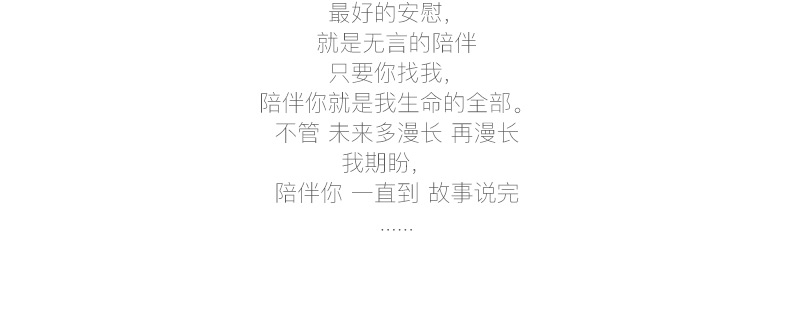 最好的安慰，
就是无言的陪伴
只要你找我，
陪伴你就是我生命的全部。
不管 未来多漫长 再漫长
我期盼，
陪伴你 一直到 故事说完
……